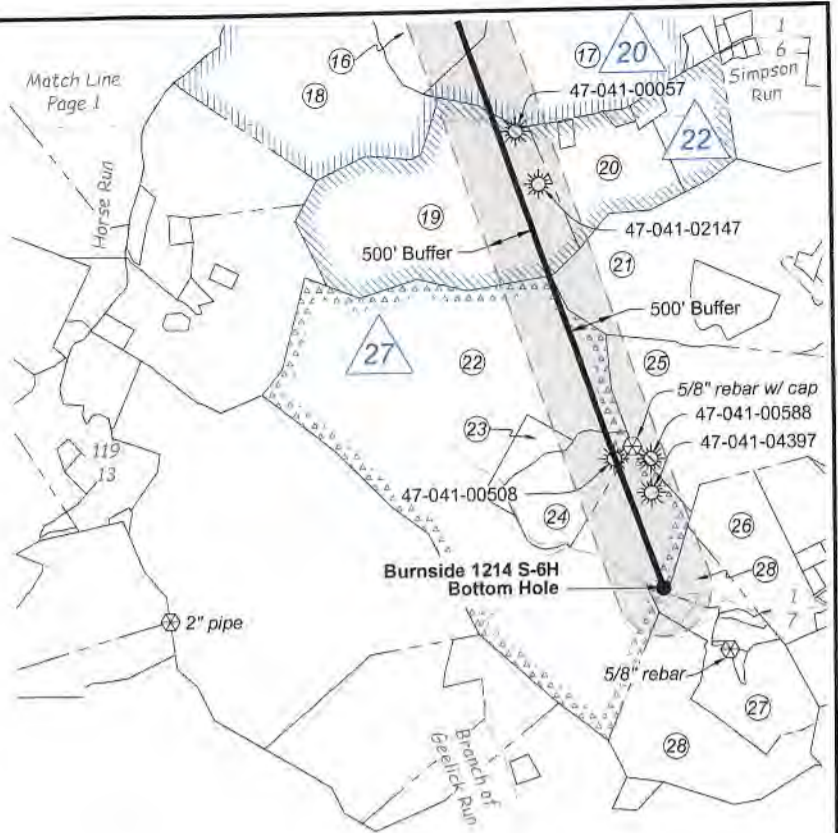 16
17
20
1
6
Simpson
Run
Match Line
Page 1
18
47-041-00057
22
20
Horse Run
19
47-041-02147
500' Buffer
21
500' Buffer
27
22
25
5/8" rebar w/ cap
23
47-041-00588
47-041-04397
119
13
47-041-00508
24
26
Burnside 1214 S-6H
Bottom Hole
28
1
7
2" pipe
5/8" rebar
27
28
Branch of
Geelick Run